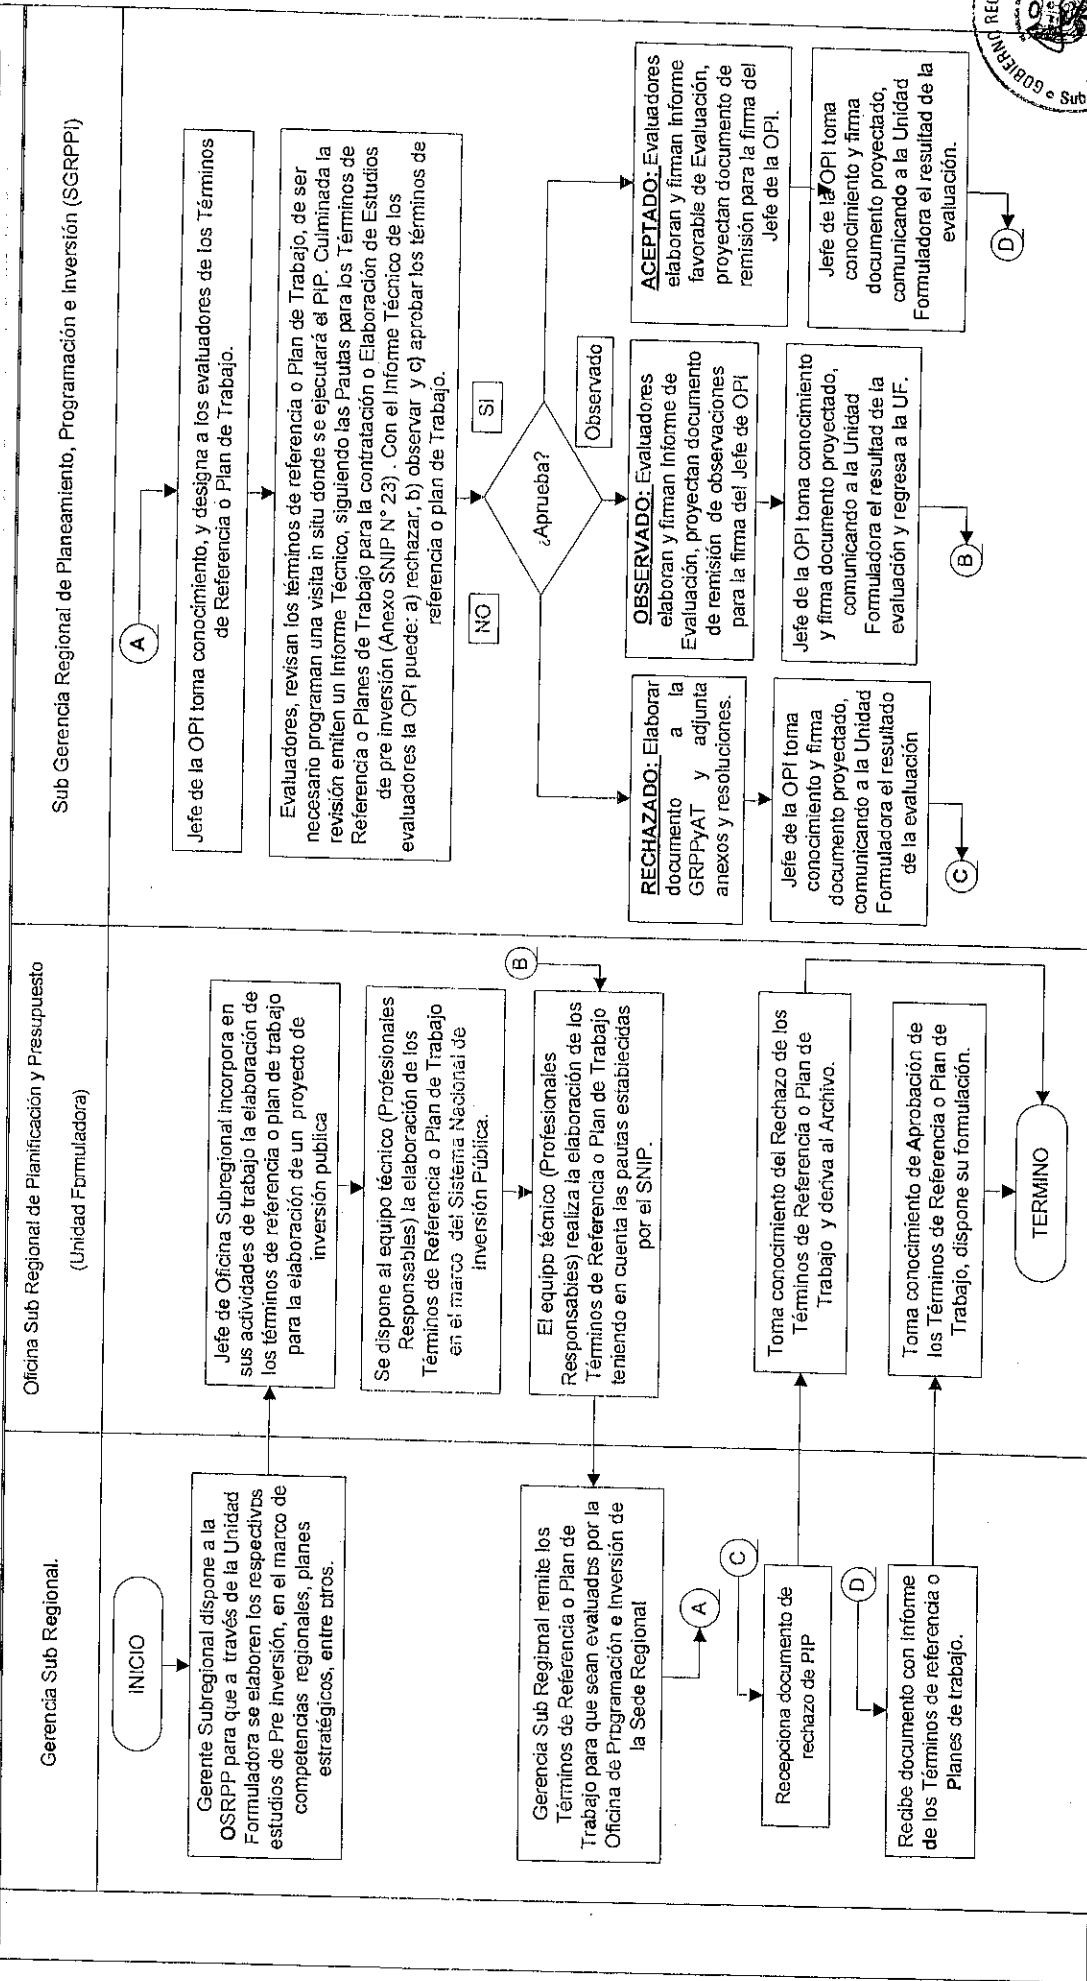 Gerencia Sub Regional.
INICIO
Gerente Subregional dispone a la
OSRPP para que a través de la Unidad
Formuladora se elaboren los respectivos
estudios de Pre Inversión, en el marco de
competencias regionales, planes
estratégicos, entre otros.
Gerencia Sub Regional remite los
Términos de Referencia o Plan de
Trabajo para que sean evaluados por la
Oficina de Programación e Inversión de
la Sede Regional
A
C
Recepciona documento de
rechazo de PIP
D
Recibe documento con Informe
de los Términos de referencia o
Planes de trabajo.
Oficina Sub Regional de Planificación y Presupuesto
(Unidad Formuladora)
Jefe de Oficina Subregional incorpora en
sus actividades de trabajo la elaboración de
los términos de referencia o plan de trabajo
para la elaboración de un proyecto de
inversión publica
Se dispone al equipo técnico (Profesionales
Responsables) la elaboración de los
Términos de Referencia o Plan de Trabajo
en el marco del Sistema Nacional de
Inversión Pública.
B
El equipo técnico (Profesionales
Responsables) realiza la elaboración de los
Términos de Referencia o Plan de Trabajo
teniendo en cuenta las pautas establecidas
por el SNIP.
Toma conocimiento del Rechazo de los
Términos de Referencia o Plan de
Trabajo y deriva al Archivo.
Toma conocimiento de Aprobación de
los Términos de Referencia o Plan de
Trabajo, dispone su formulación.
TERMINO
Sub Gerencia Regional de Planeamiento, Programación e Inversión (SGRPPI)
A
Jefe de la OPI toma conocimiento, y designa a los evaluadores de los Términos
de Referencia o Plan de Trabajo.
Evaluadores, revisan los términos de referencia o Plan de Trabajo, de ser
necesario programan una visita in situ donde se ejecutará el PIP. Culminada la
revisión emiten un Informe Técnico, siguiendo las Pautas para los Términos de
Referencia o Planes de Trabajo para la contratación o Elaboración de Estudios
de pre inversión (Anexo SNIP N° 23). Con el Informe Técnico de los
evaluadores la OPI puede: a) rechazar, b) observar y c) aprobar los términos de
referencia o plan de Trabajo.
NO
¿Aprueba?
SI
Observado
RECHAZADO: Elaborar
documento a la
GRPPyAT y adjunta
anexos y resoluciones.
Jefe de la OPI toma
conocimiento y firma
documento proyectado,
comunicando a la Unidad
Formuladora el resultado
de la evaluación
C
OBSERVADO: Evaluadores
elaboran y firman Informe de
Evaluación, proyectan documento
de remisión de observaciones
para la firma del Jefe de OPI
Jefe de la OPI toma conocimiento
y firma documento proyectado,
comunicando a la Unidad
Formuladora el resultado de la
evaluación y regresa a la UF.
B
ACEPTADO: Evaluadores
elaboran y firman Informe
favorable de Evaluación,
proyectan documento de
remisión para la firma del
Jefe de la OPI.
Jefe de la OPI toma
conocimiento y firma
documento proyectado,
comunicando a la Unidad
Formuladora el resultad de la
evaluación.
D
GOBIERNO
Sub